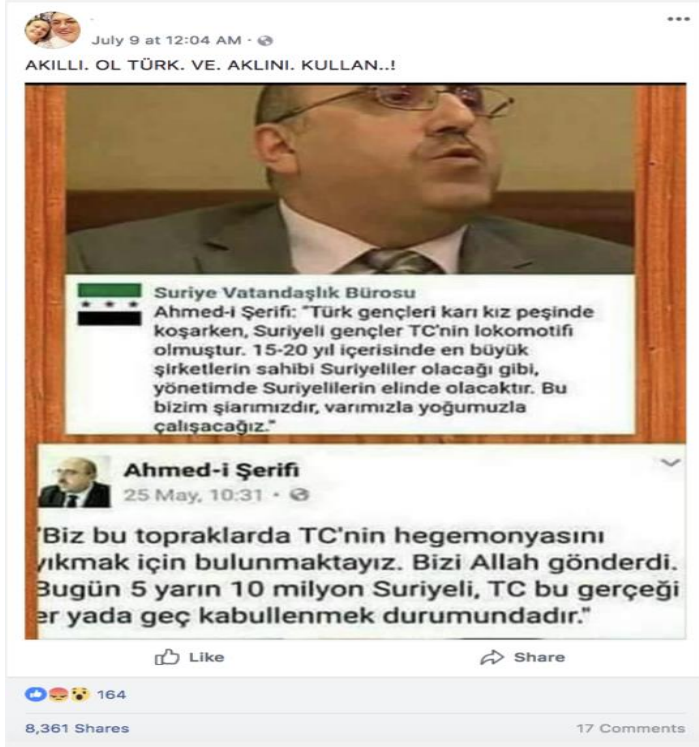 July 9 at 12:04 AM ·
AKILLI. OL TÜRK. VE. AKLINI. KULLAN..!
Suriye Vatandaşlık Bürosu
Ahmed-i Şerifi: "Türk gençleri karı kız peşinde
koşarken, Suriyeli gençler TC'nin lokomotifi
olmuştur. 15-20 yıl içerisinde en büyük
şirketlerin sahibi Suriyeliler olacağı gibi,
yönetimde Suriyelilerin elinde olacaktır. Bu
bizim şiarımızdır, varımızla yoğumuzla
çalışacağız."
Ahmed-i Şerifi
25 May, 10:31 ·
"Biz bu topraklarda TC'nin hegemonyasını
yıkmak için bulunmaktayız. Bizi Allah gönderdi.
Bugün 5 yarın 10 milyon Suriyeli, TC bu gerçeği
er yada geç kabullenmek durumundadır."
Like
Share
164
8,361 Shares
17 Comments